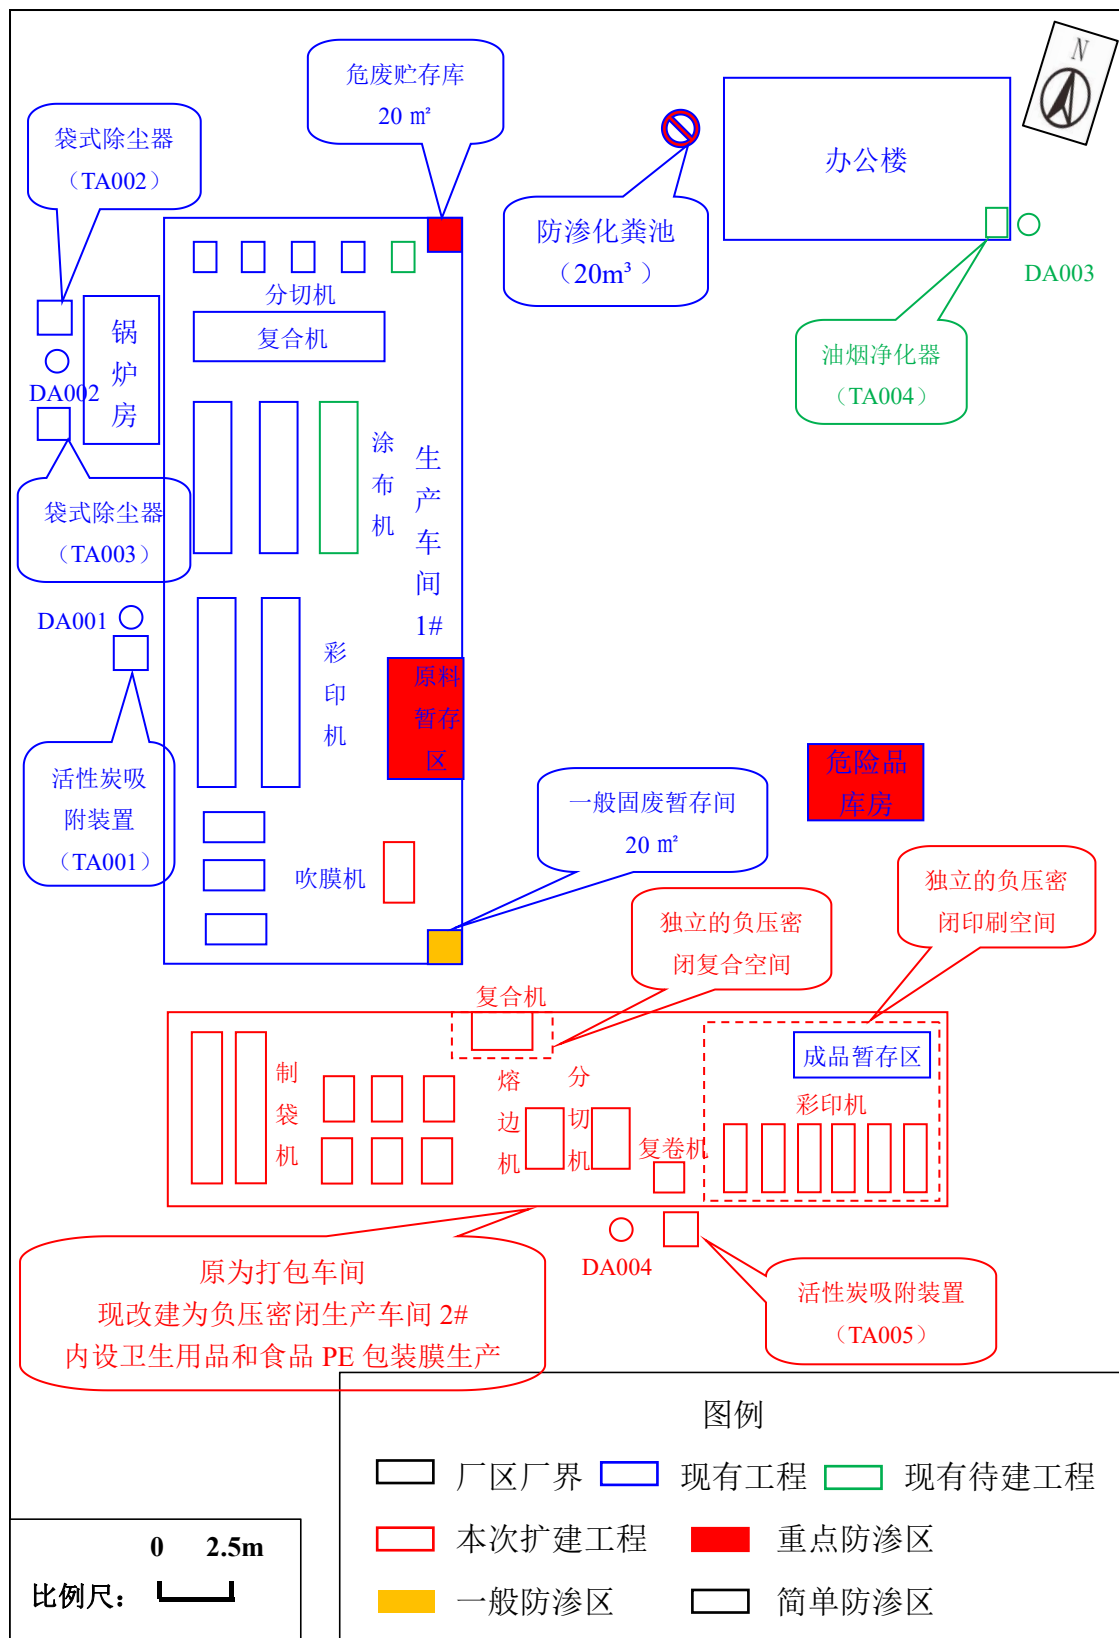 N
危废贮存库
20 m²
袋式除尘器
（TA002）
办公楼
防渗化粪池
（20m³ ）
DA003
油烟净化器
（TA004）
分切机
复合机
锅炉房
DA002
袋式除尘器
（TA003）
涂布机
生产车间1#
DA001
彩印机
原料
暂存
区
活性炭吸
附装置
（TA001）
吹膜机
一般固废暂存间
20 m²
危险品
库房
独立的负压密
闭复合空间
独立的负压密
闭印刷空间
复合机
制袋机
熔边机
分切机
复卷机
成品暂存区
彩印机
DA004
原为打包车间
现改建为负压密闭生产车间 2#
内设卫生用品和食品 PE 包装膜生产
活性炭吸附装置
（TA005）
图例
厂区厂界 现有工程 现有待建工程
本次扩建工程 重点防渗区
一般防渗区 简单防渗区
0 2.5m
比例尺：